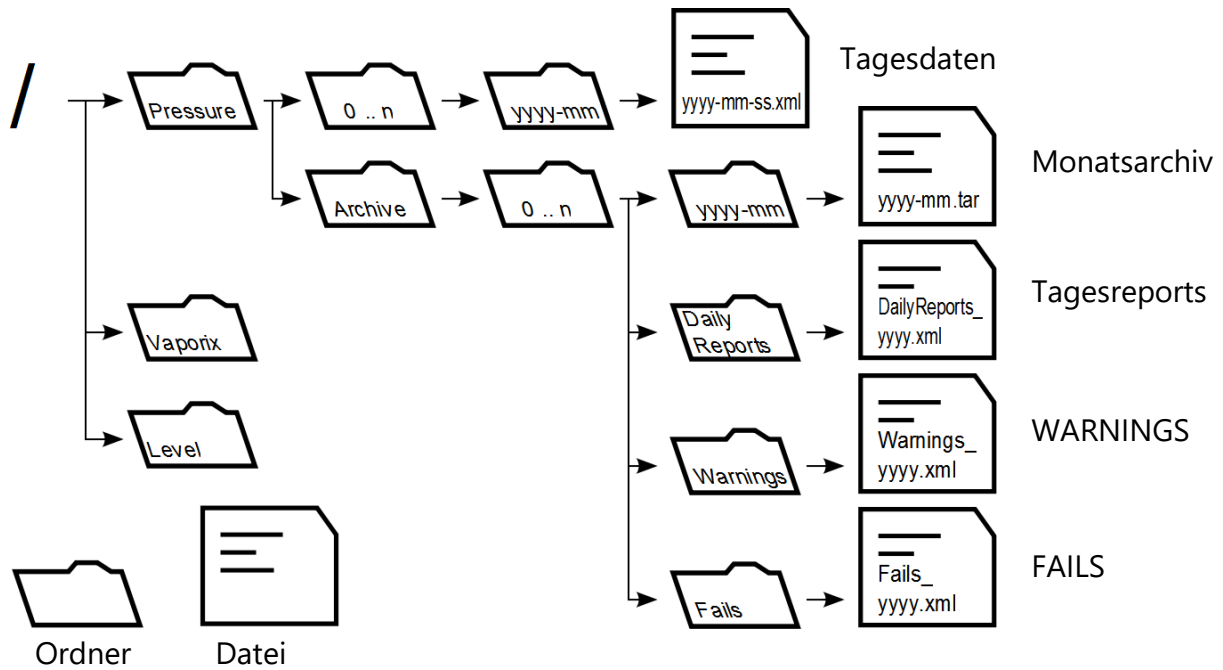 /
Pressure
0 .. n
yyyy-mm
yyyy-mm-ss.xml
Tagesdaten
Archive
0 .. n
yyyy-mm
yyyy-mm.tar
Monatsarchiv
Daily
Reports
DailyReports_
yyyy.xml
Tagesreports
Vaporix
Level
Warnings
Warnings_
yyyy.xml
WARNINGS
Fails
Fails_
yyyy.xml
FAILS
Ordner
Datei